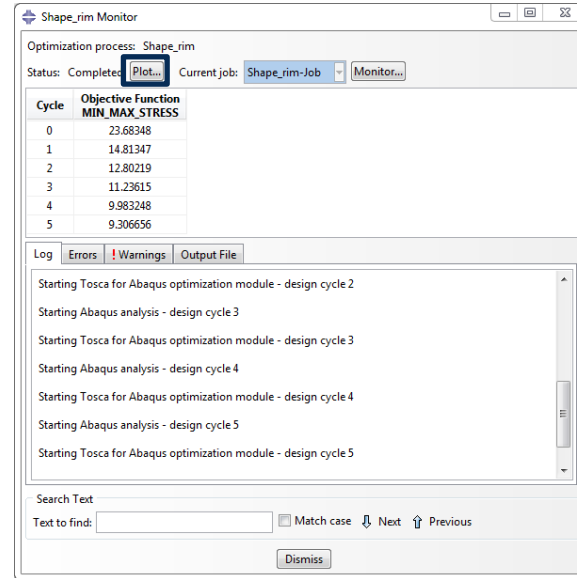 Shape_rim Monitor
Optimization process: Shape_rim
Status: Completed Plot... Current job: Shape_rim-Job Monitor...
Cycle Objective Function MIN_MAX_STRESS
0 23.68348
1 14.81347
2 12.80219
3 11.23615
4 9.983248
5 9.306656
Log Errors ! Warnings Output File
Starting Tosca for Abaqus optimization module - design cycle 2
Starting Abaqus analysis - design cycle 3
Starting Tosca for Abaqus optimization module - design cycle 3
Starting Abaqus analysis - design cycle 4
Starting Tosca for Abaqus optimization module - design cycle 4
Starting Abaqus analysis - design cycle 5
Starting Tosca for Abaqus optimization module - design cycle 5
Search Text
Text to find: Match case Next Previous
Dismiss